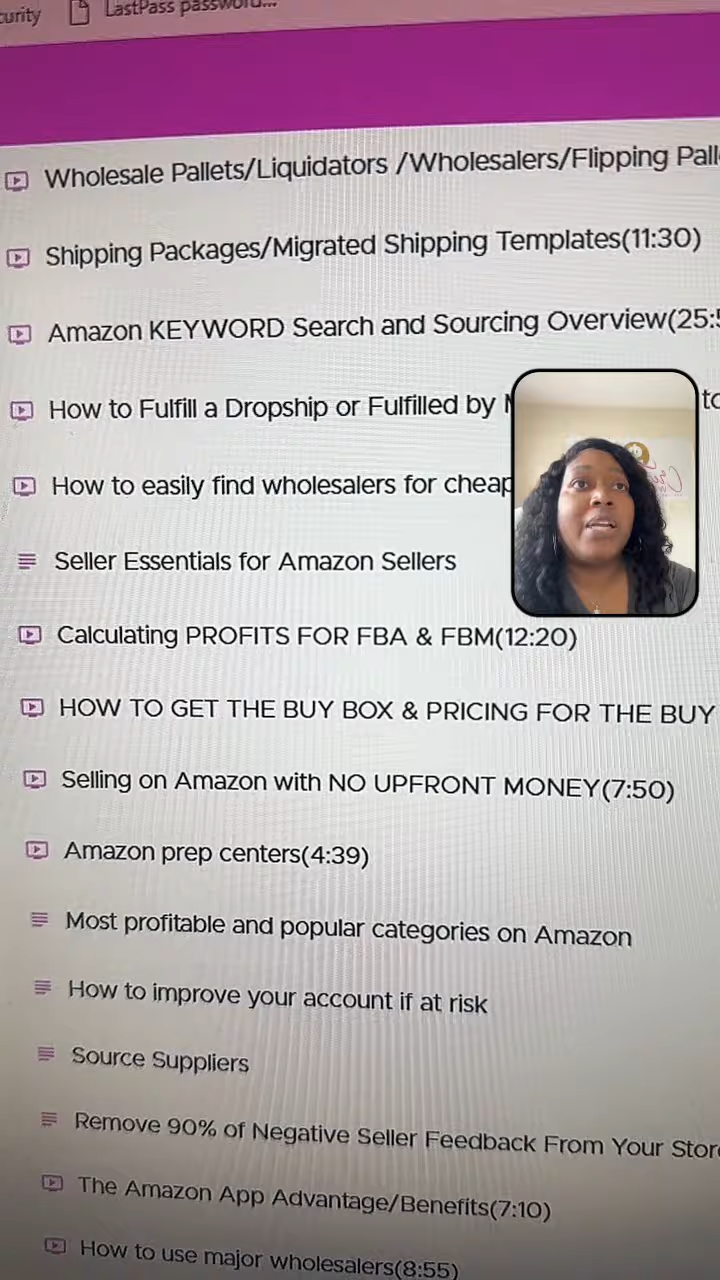 curity LastPass password...
Wholesale Pallets/Liquidators /Wholesalers/Flipping Pall
Shipping Packages/Migrated Shipping Templates(11:30)
Amazon KEYWORD Search and Sourcing Overview(25:5
How to Fulfill a Dropship or Fulfilled by
How to easily find wholesalers for cheap
Seller Essentials for Amazon Sellers
Calculating PROFITS FOR FBA & FBM(12:20)
HOW TO GET THE BUY BOX & PRICING FOR THE BUY
Selling on Amazon with NO UPFRONT MONEY(7:50)
Amazon prep centers(4:39)
Most profitable and popular categories on Amazon
How to improve your account if at risk
Source Suppliers
Remove 90% of Negative Seller Feedback From Your Store
The Amazon App Advantage/Benefits(7:10)
How to use major wholesalers(8:55)